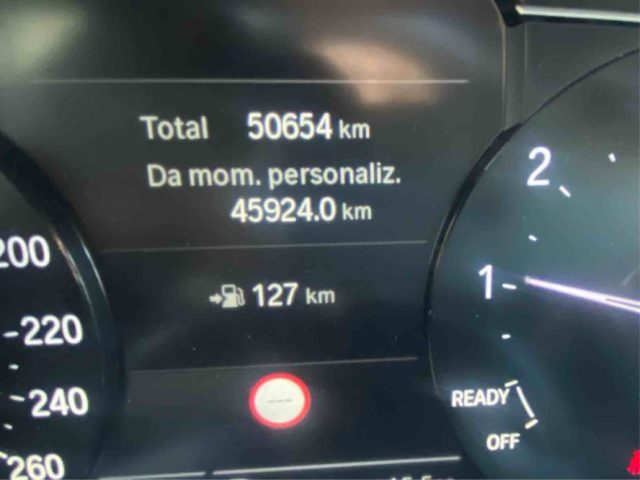 Total 50654 km
Da mom. personaliz.
45924.0 km
127 km
200
220
240
260
2
1
READY
OFF